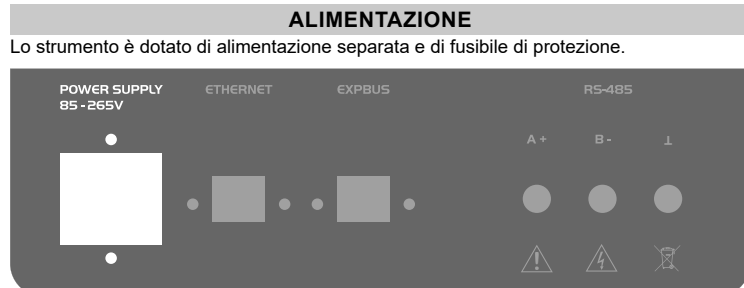 ALIMENTAZIONE
Lo strumento è dotato di alimentazione separata e di fusibile di protezione.
POWER SUPPLY ETHERNET EXPBUS RS-485
85-265V
A + B - ⊥